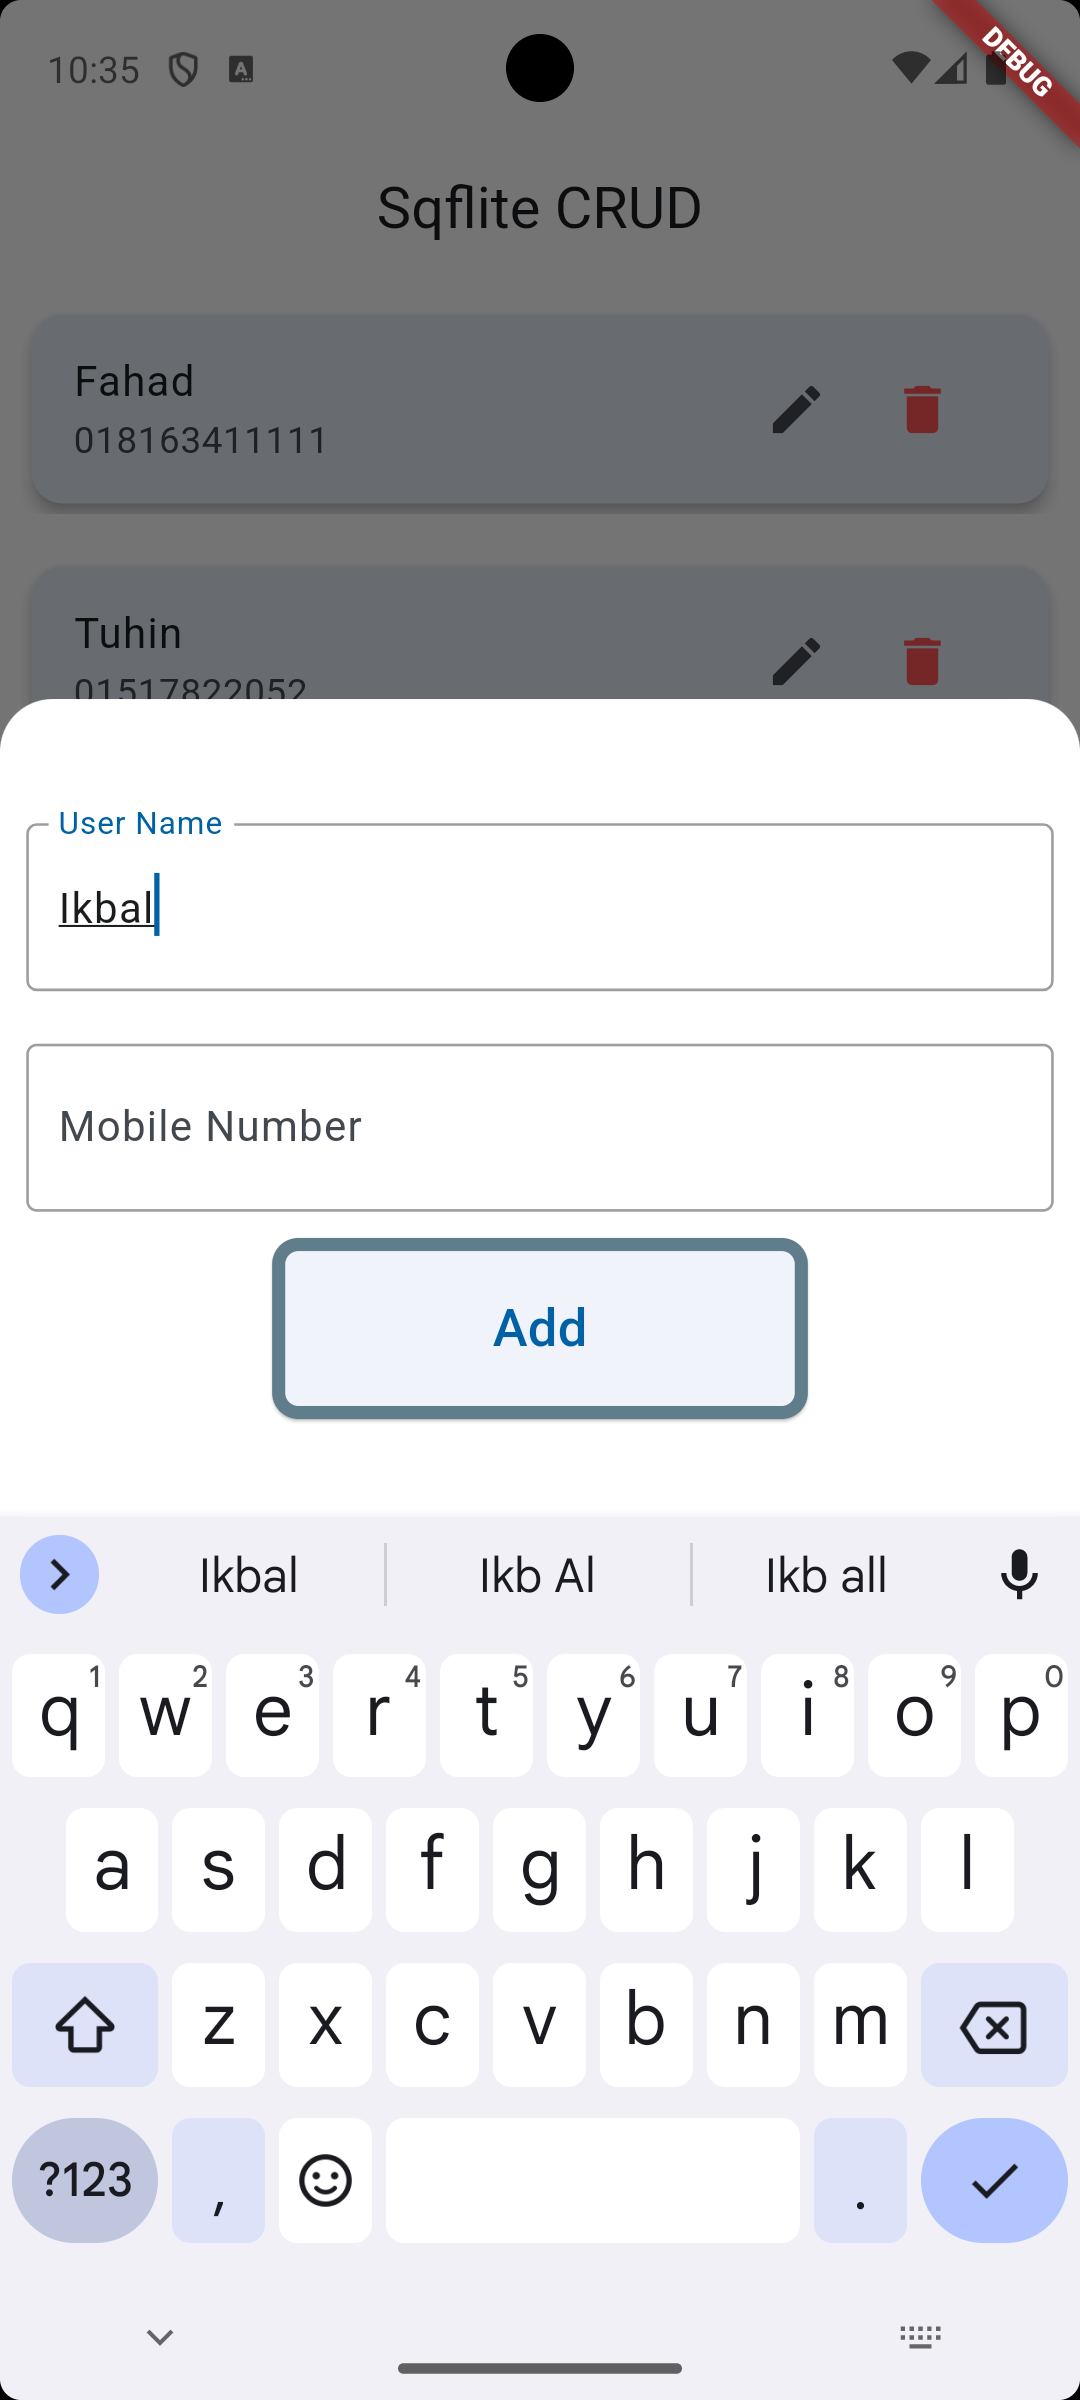 10:35
DEBUG
Sqflite CRUD
Fahad
018163411111
Tuhin
01517822052
User Name
Ikbal
Mobile Number
Add
Ikbal Ikb Al Ikb all
q1 w2 e3 r4 t5 y6 u7 i8 o9 p0
a s d f g h j k l
z x c v b n m
?123 , .